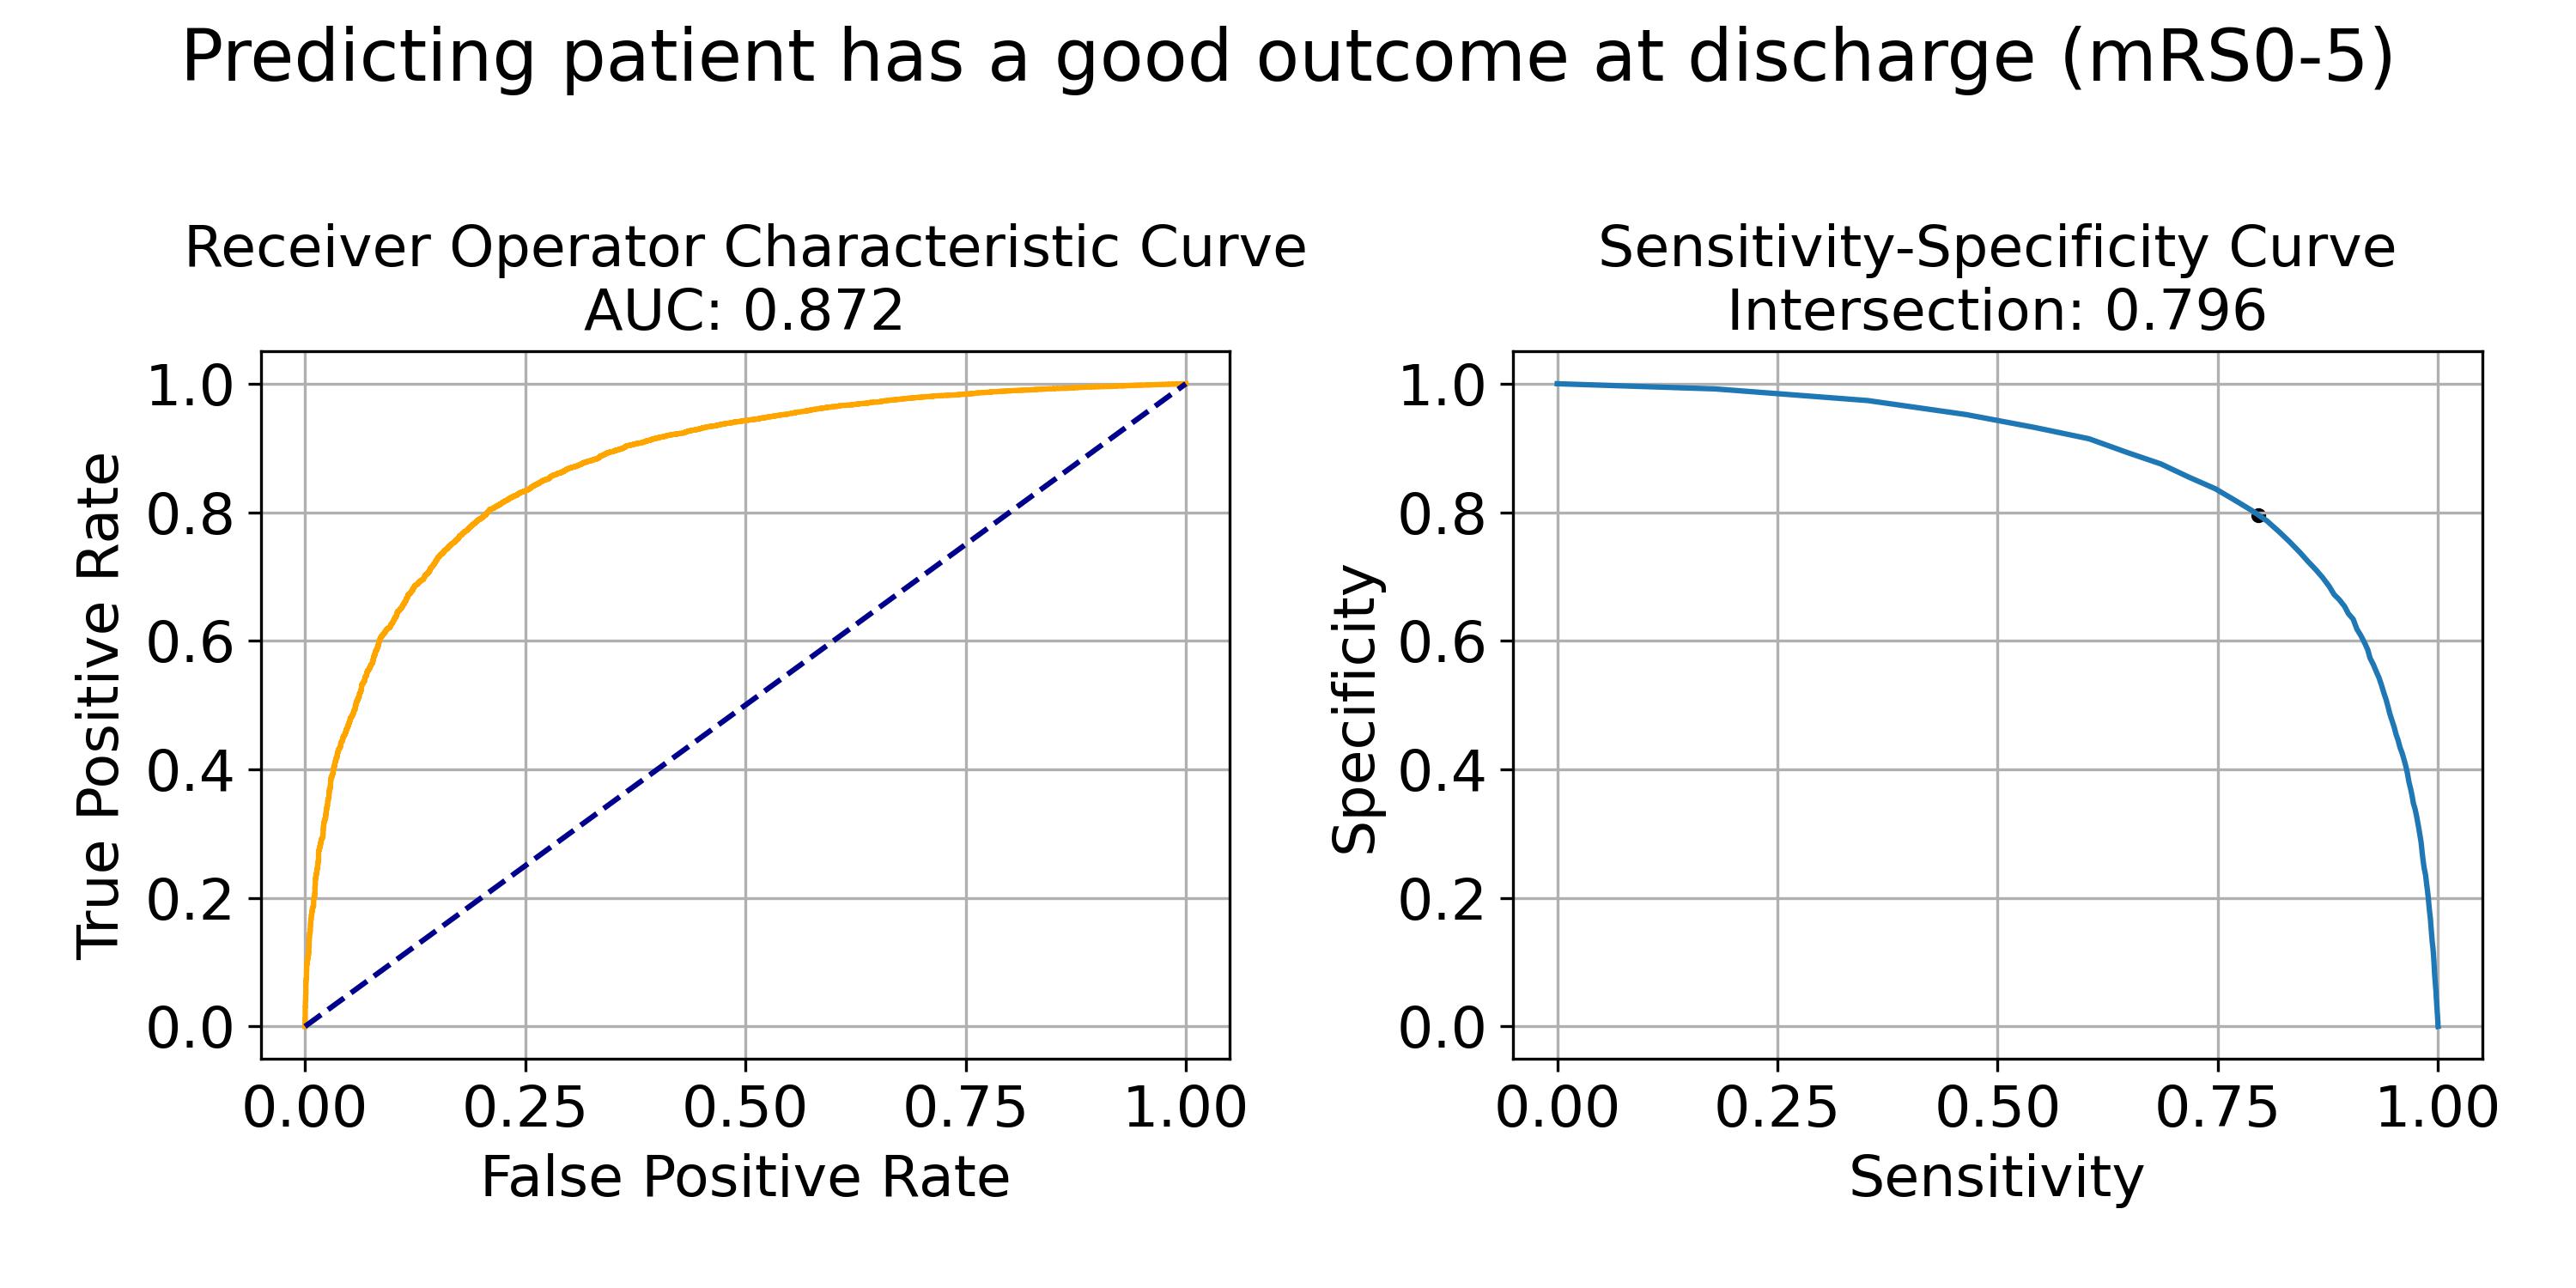 Predicting patient has a good outcome at discharge (mRS0-5)
Receiver Operator Characteristic Curve
AUC: 0.872
1.0
0.8
0.6
0.4
0.2
0.0
True Positive Rate
0.00 0.25 0.50 0.75 1.00
False Positive Rate
Sensitivity-Specificity Curve
Intersection: 0.796
1.0
0.8
0.6
0.4
0.2
0.0
Specificity
0.00 0.25 0.50 0.75 1.00
Sensitivity